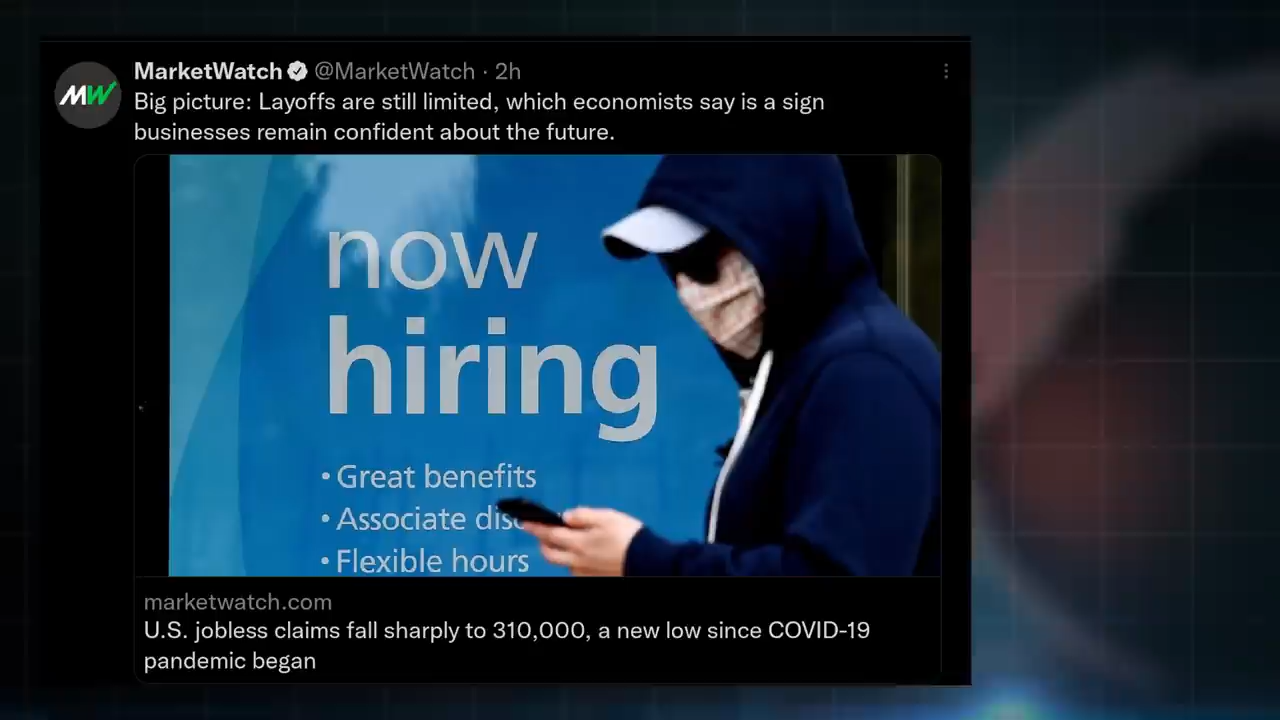 MarketWatch @MarketWatch · 2h
Big picture: Layoffs are still limited, which economists say is a sign
businesses remain confident about the future.
MW
now
hiring
• Great benefits
• Associate
• Flexible hours
marketwatch.com
U.S. jobless claims fall sharply to 310,000, a new low since COVID-19
pandemic began